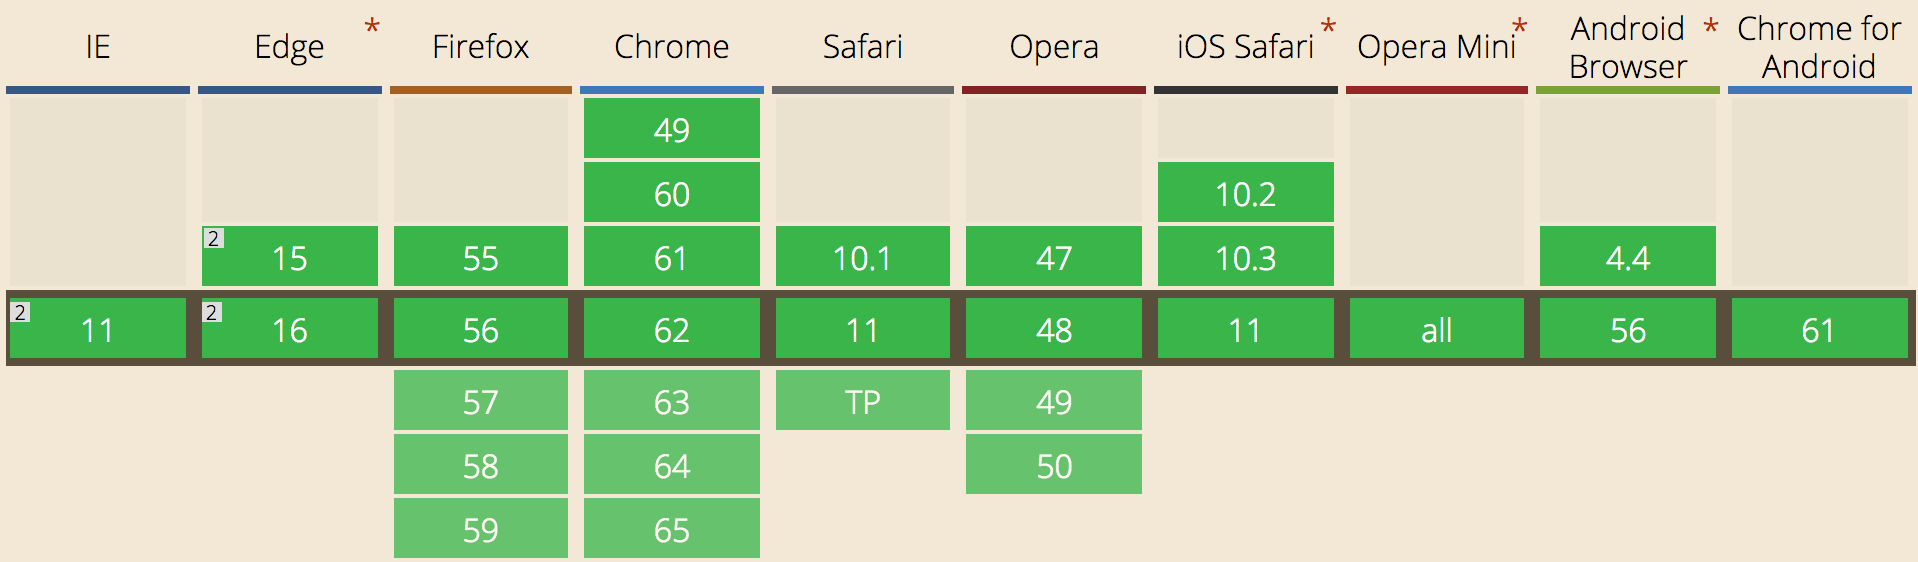 IE Edge * Firefox Chrome Safari Opera iOS Safari * Opera Mini * Android Browser * Chrome for Android
49
60 10.2
2 15 55 61 10.1 47 10.3 4.4
2 11 2 16 56 62 11 48 11 all 56 61
57 63 TP 49
58 64 50
59 65